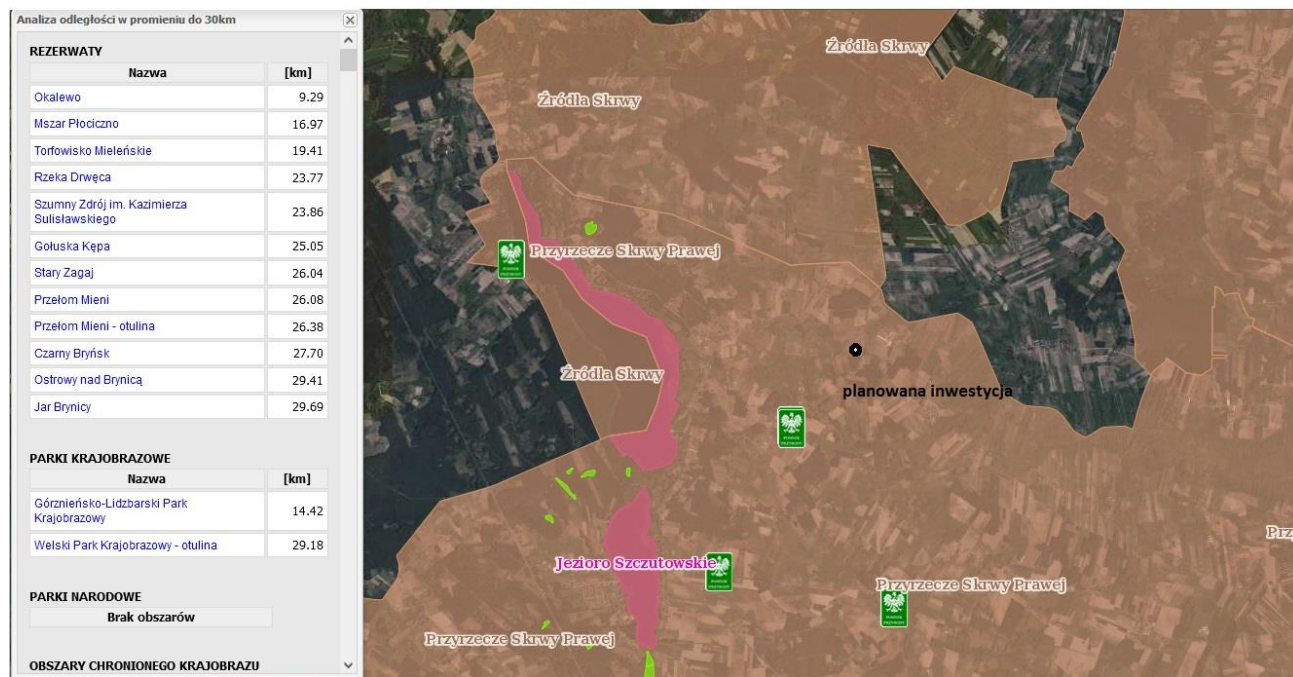 Analiza odległości w promieniu do 30km
REZERWATY
Nazwa [km]
Okalewo 9.29
Mszar Płociczno 16.97
Torfowisko Mieleńskie 19.41
Rzeka Drwęca 23.77
Szumny Zdrój im. Kazimierza
Sulisławskiego 23.86
Gołuska Kępa 25.05
Stary Zagaj 26.04
Przełom Mieni 26.08
Przełom Mieni - otulina 26.38
Czarny Bryńsk 27.70
Ostrowy nad Brynicą 29.41
Jar Brynicy 29.69
PARKI KRAJOBRAZOWE
Nazwa [km]
Górznieńsko-Lidzbarski Park
Krajobrazowy 14.42
Welski Park Krajobrazowy - otulina 29.18
PARKI NARODOWE
Brak obszarów
OBSZARY CHRONIONEGO KRAJOBRAZU
Źródła Skrwy
Źródła Skrwy
Przyrzecze Skrwy Prawej
Źródła Skrwy
planowana inwestycja
Jezioro Szczutowskie
Przyrzecze Skrwy Prawej
Przyrzecze Skrwy Prawej